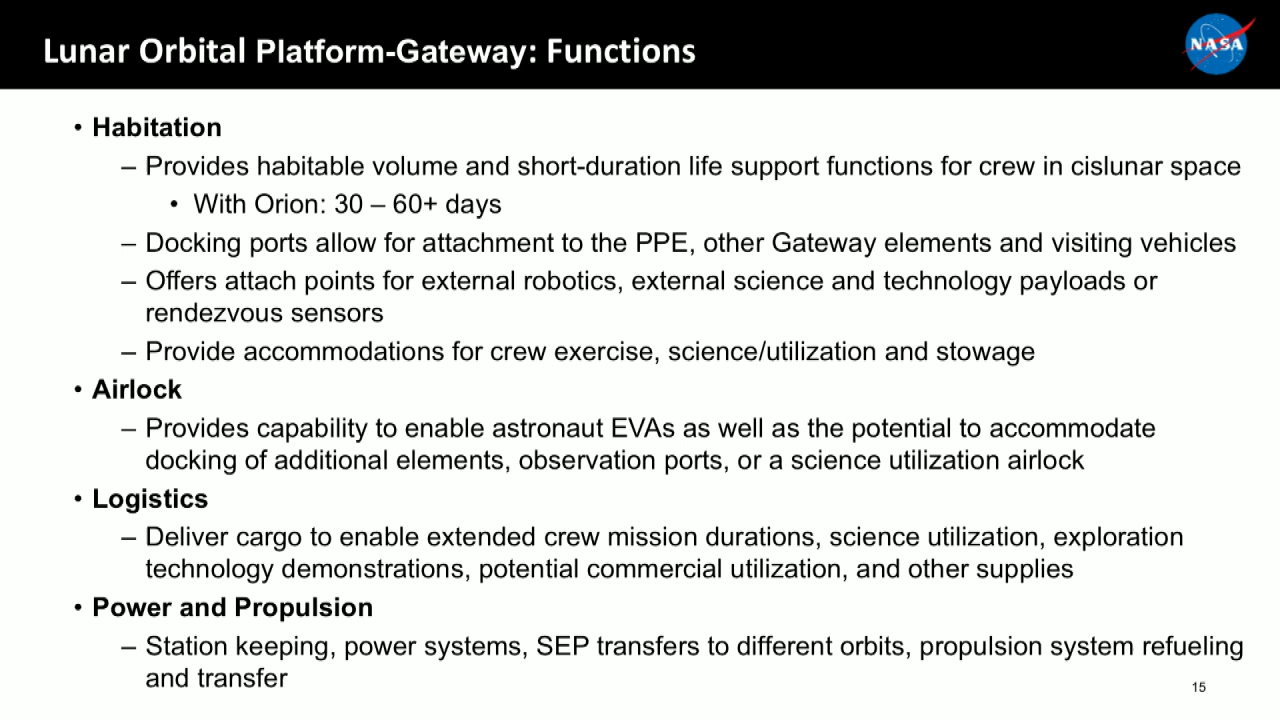 Lunar Orbital Platform-Gateway: Functions
NASA
• Habitation
– Provides habitable volume and short-duration life support functions for crew in cislunar space
• With Orion: 30 – 60+ days
– Docking ports allow for attachment to the PPE, other Gateway elements and visiting vehicles
– Offers attach points for external robotics, external science and technology payloads or
rendezvous sensors
– Provide accommodations for crew exercise, science/utilization and stowage
• Airlock
– Provides capability to enable astronaut EVAs as well as the potential to accommodate
docking of additional elements, observation ports, or a science utilization airlock
• Logistics
– Deliver cargo to enable extended crew mission durations, science utilization, exploration
technology demonstrations, potential commercial utilization, and other supplies
• Power and Propulsion
– Station keeping, power systems, SEP transfers to different orbits, propulsion system refueling
and transfer
15